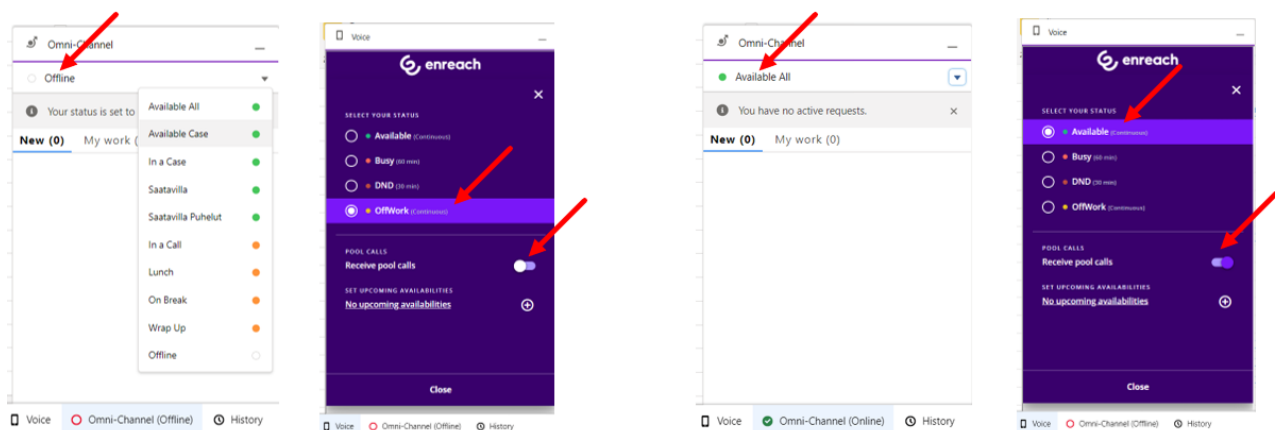 Omni-Channel
Offline
Your status is set to
New (0) My work (
Available All
Available Case
In a Case
Saatavilla
Saatavilla Puhelut
In a Call
Lunch
On Break
Wrap Up
Offline
Voice Omni-Channel (Offline) History
Voice
enreach
SELECT YOUR STATUS
Available (Continuous)
Busy (60 min)
DND (30 min)
OffWork (Continuous)
POOL CALLS
Receive pool calls
SET UPCOMING AVAILABILITIES
No upcoming availabilities
Close
Voice Omni-Channel (Offline) History
Omni-Channel
Available All
You have no active requests.
New (0) My work (0)
Voice Omni-Channel (Online) History
Voice
enreach
SELECT YOUR STATUS
Available (Continuous)
Busy (60 min)
DND (30 min)
OffWork (Continuous)
POOL CALLS
Receive pool calls
SET UPCOMING AVAILABILITIES
No upcoming availabilities
Close
Voice Omni-Channel (Offline) History